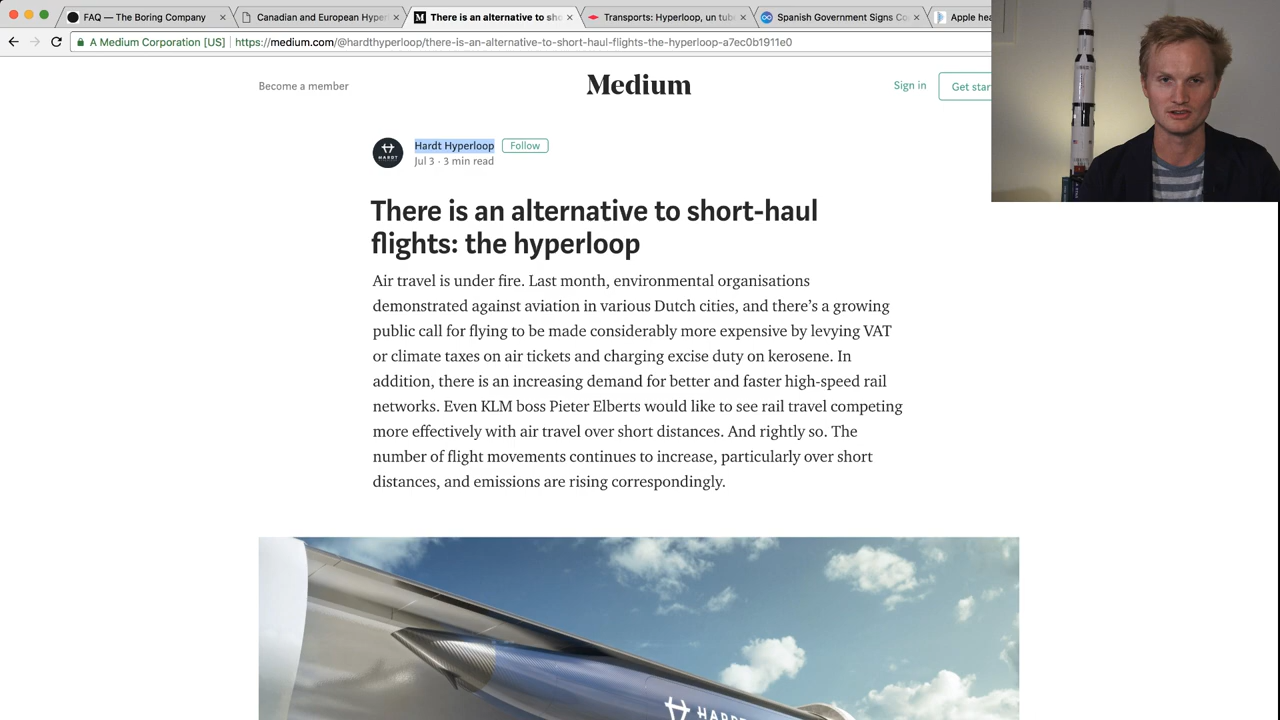 FAQ — The Boring Company
Canadian and European Hyper
There is an alternative to sho
Transports: Hyperloop, un tub
Spanish Government Signs Co
Apple hea
A Medium Corporation [US]
https://medium.com/@hardthyperloop/there-is-an-alternative-to-short-haul-flights-the-hyperloop-a7ec0b1911e0
Become a member
Medium
Sign in
Get star
HARDT
Hardt Hyperloop
Follow
Jul 3 · 3 min read
There is an alternative to short-haul
flights: the hyperloop
Air travel is under fire. Last month, environmental organisations
demonstrated against aviation in various Dutch cities, and there's a growing
public call for flying to be made considerably more expensive by levying VAT
or climate taxes on air tickets and charging excise duty on kerosene. In
addition, there is an increasing demand for better and faster high-speed rail
networks. Even KLM boss Pieter Elberts would like to see rail travel competing
more effectively with air travel over short distances. And rightly so. The
number of flight movements continues to increase, particularly over short
distances, and emissions are rising correspondingly.
HARDT